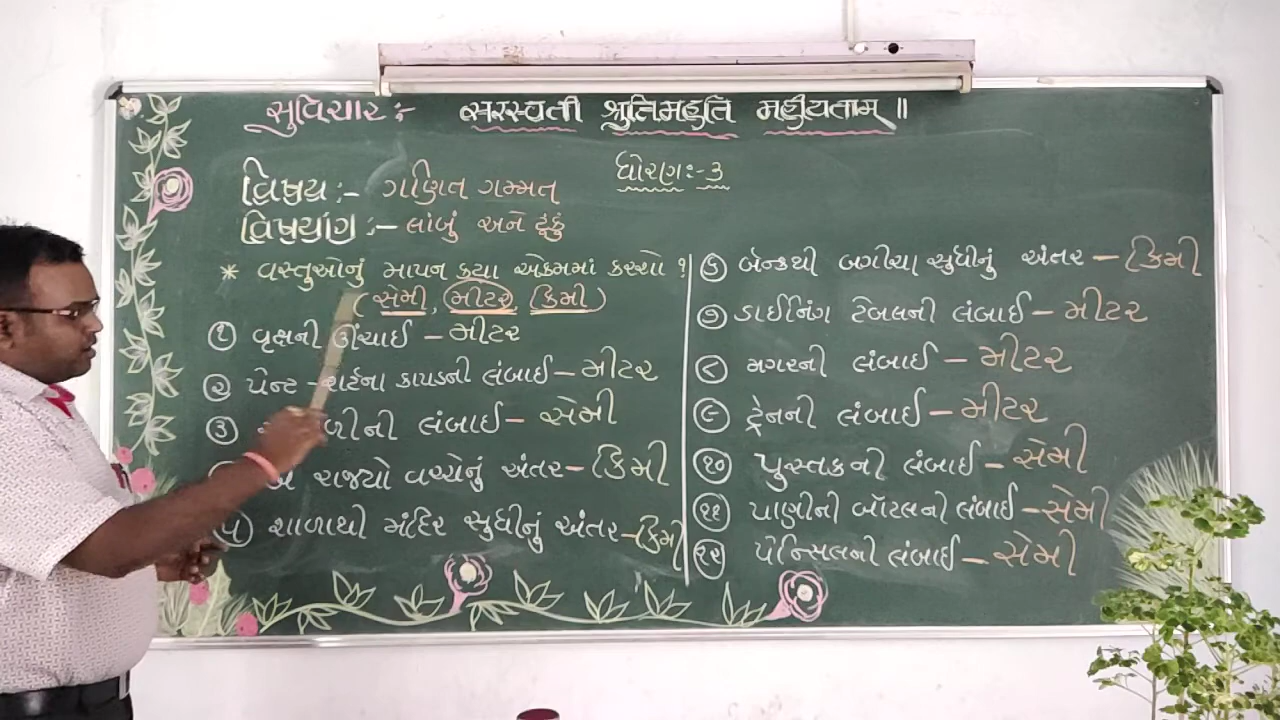 સુવિચાર :- સરસ્વતી શ્રુતિમહતિ મહીયતામ્ ॥
ધોરણ :- ૩
વિષય :- ગણિત ગમ્મત
વિષયાંગ :- લાંબું અને ટૂંકું
* વસ્તુઓનું માપન કયા એકમમાં કરશો ?
(સેમી, મીટર, કિમી)
૧ વૃક્ષની ઊંચાઈ - મીટર
૨ પેન્ટ - શર્ટના કાપડની લંબાઈ - મીટર
૩ ળીની લંબાઈ - સેમી
બે રાજ્યો વચ્ચેનું અંતર - કિમી
૫ શાળાથી મંદિર સુધીનું અંતર - કિમી
૬ બૅન્કથી બગીચા સુધીનું અંતર - કિમી
૭ ડાઈનિંગ ટેબલની લંબાઈ - મીટર
૮ મગરની લંબાઈ - મીટર
૯ ટ્રેનની લંબાઈ - મીટર
૧૦ પુસ્તકની લંબાઈ - સેમી
૧૧ પાણીની બૉટલની લંબાઈ - સેમી
૧૨ પેન્સિલની લંબાઈ - સેમી